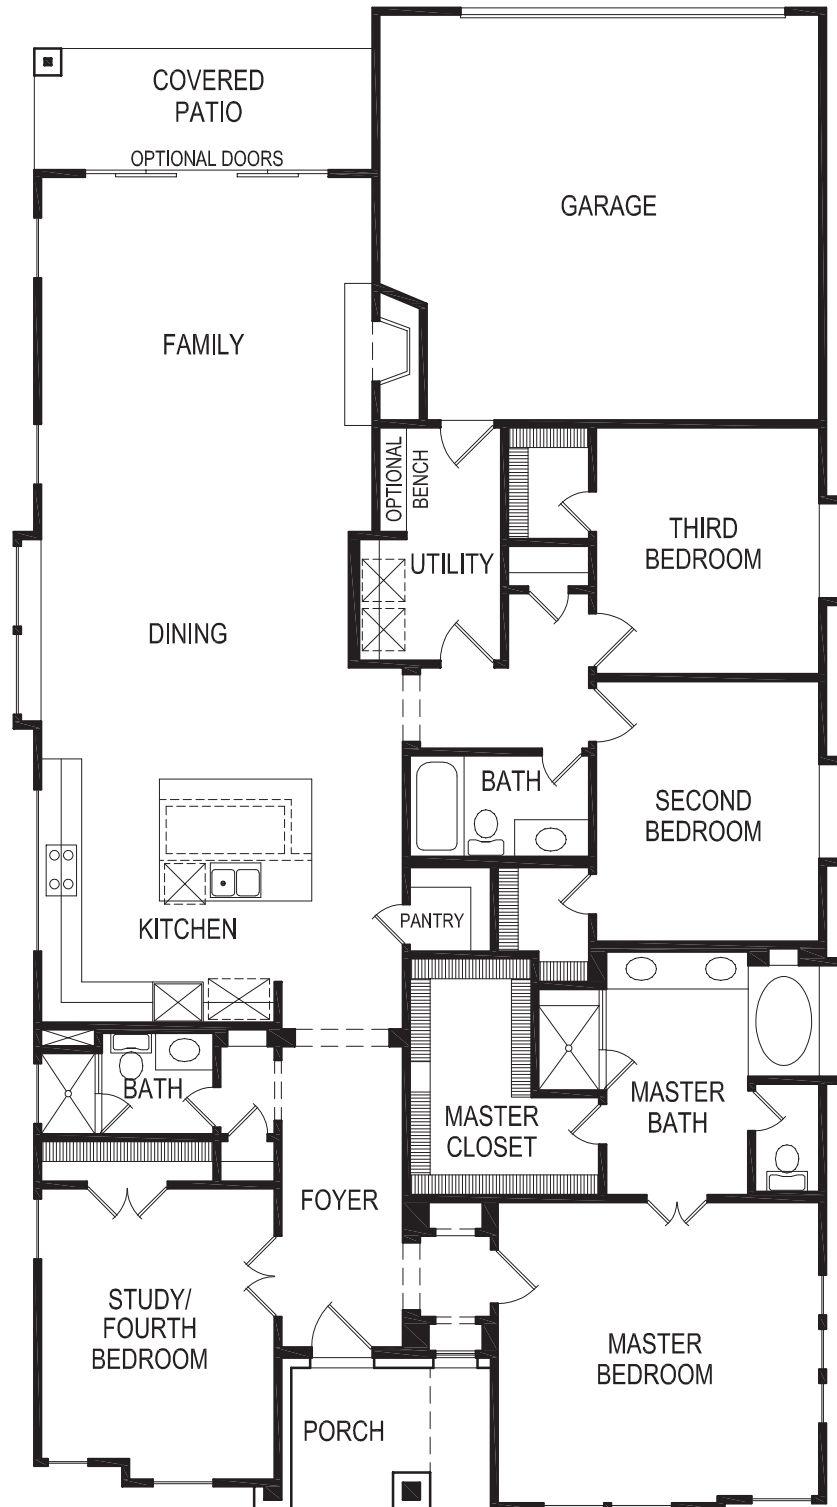 COVERED
PATIO
OPTIONAL DOORS
GARAGE
FAMILY
OPTIONAL
BENCH
THIRD
BEDROOM
UTILITY
DINING
BATH
SECOND
BEDROOM
PANTRY
KITCHEN
BATH
MASTER
BATH
MASTER
CLOSET
FOYER
STUDY/
FOURTH
BEDROOM
MASTER
BEDROOM
PORCH